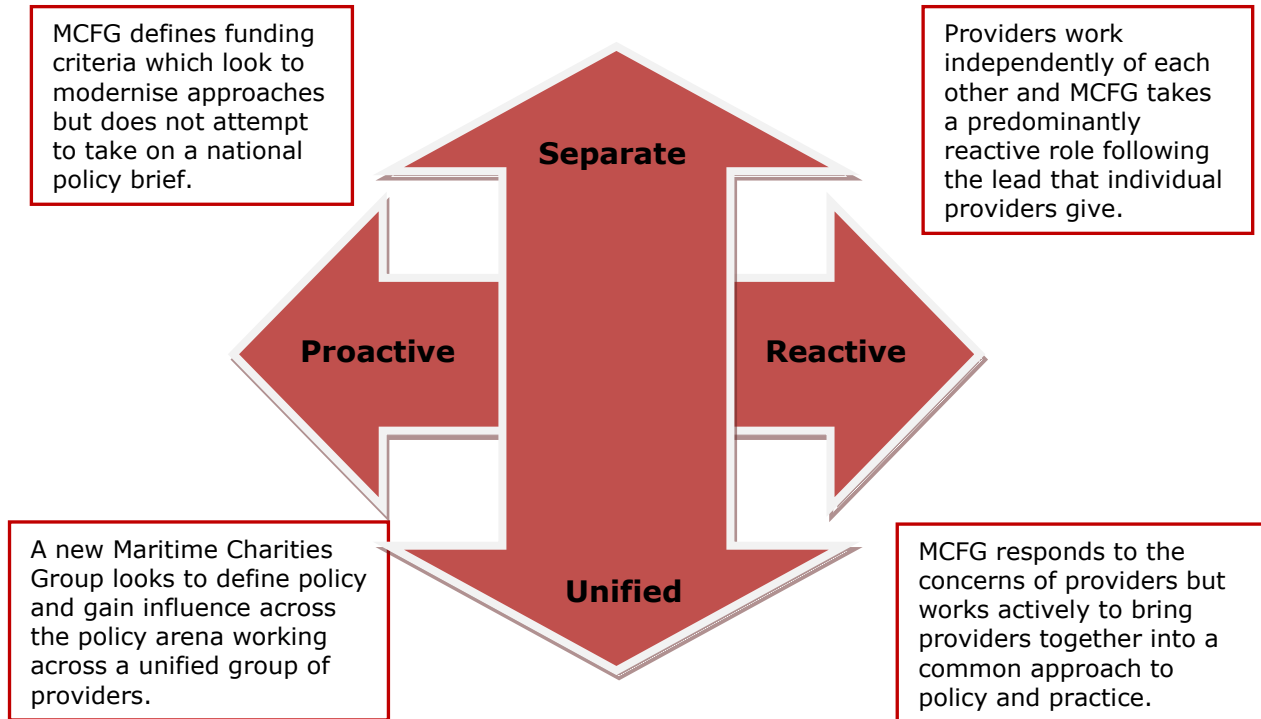 MCFG defines funding
criteria which look to
modernise approaches
but does not attempt
to take on a national
policy brief.
Providers work
independently of each
other and MCFG takes
a predominantly
reactive role following
the lead that individual
providers give.
Separate
Proactive
Reactive
Unified
A new Maritime Charities
Group looks to define policy
and gain influence across
the policy arena working
across a unified group of
providers.
MCFG responds to the
concerns of providers but
works actively to bring
providers together into a
common approach to
policy and practice.